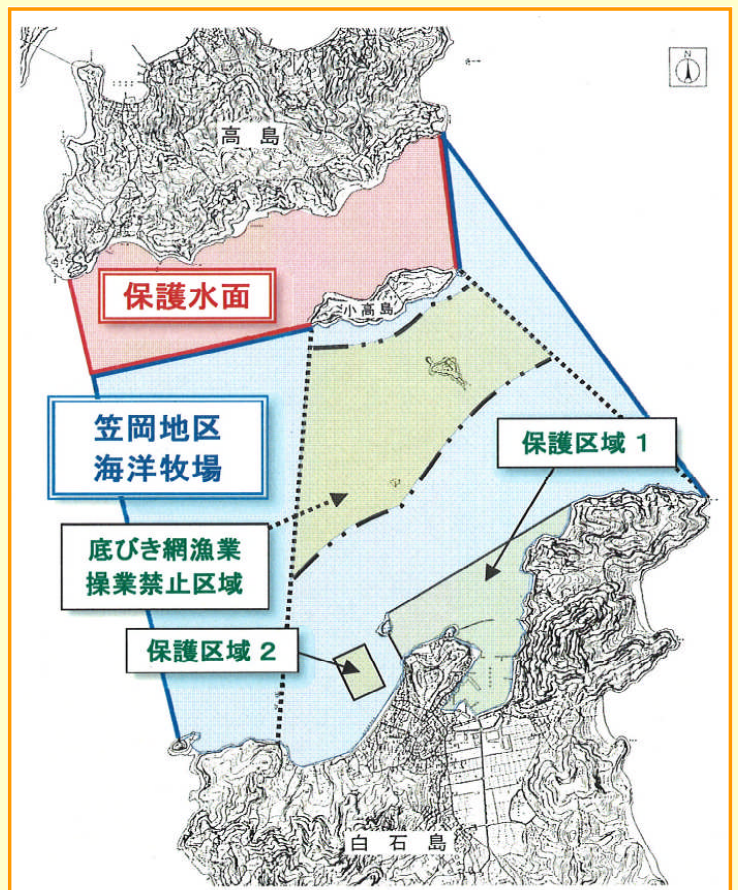 N
高島
保護水面
小高島
笠岡地区
海洋牧場
保護区域 1
底びき網漁業
操業禁止区域
保護区域 2
白石島